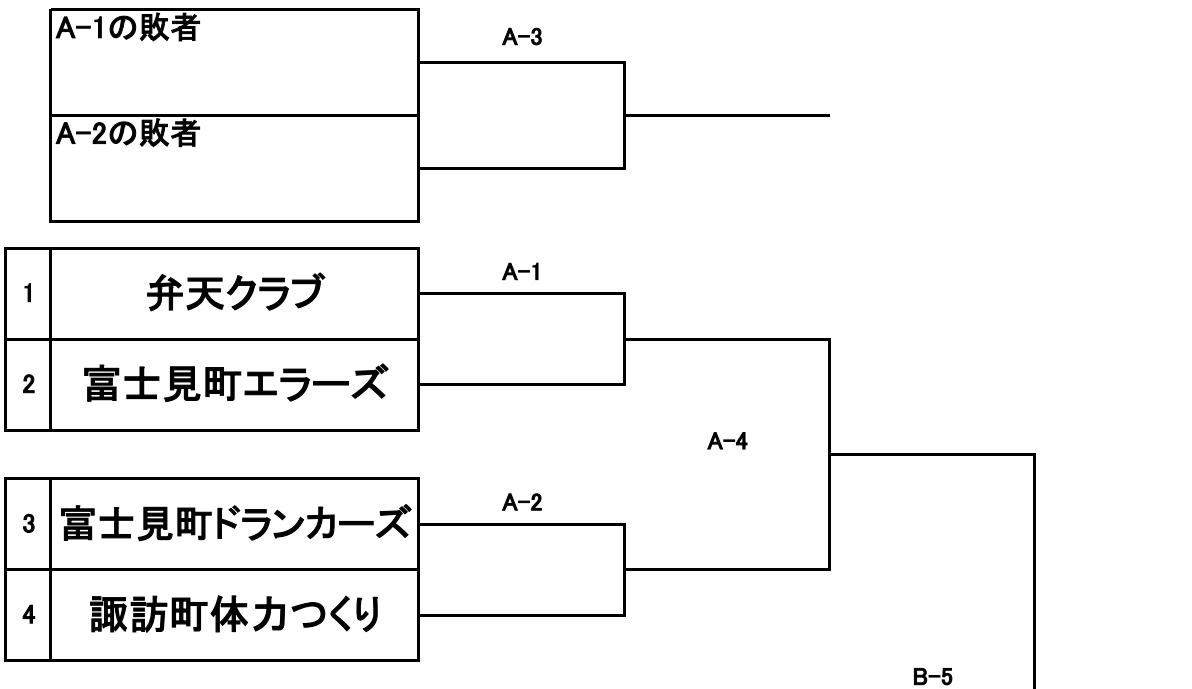 A-1の敗者
A-3
A-2の敗者
A-1
1 弁天クラブ
2 富士見町エラーズ
A-4
A-2
3 富士見町ドランカーズ
4 諏訪町体力つくり
B-5